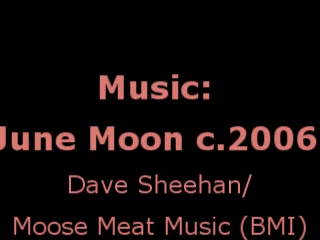 Music:
June Moon c.2006
Dave Sheehan/
Moose Meat Music (BMI)